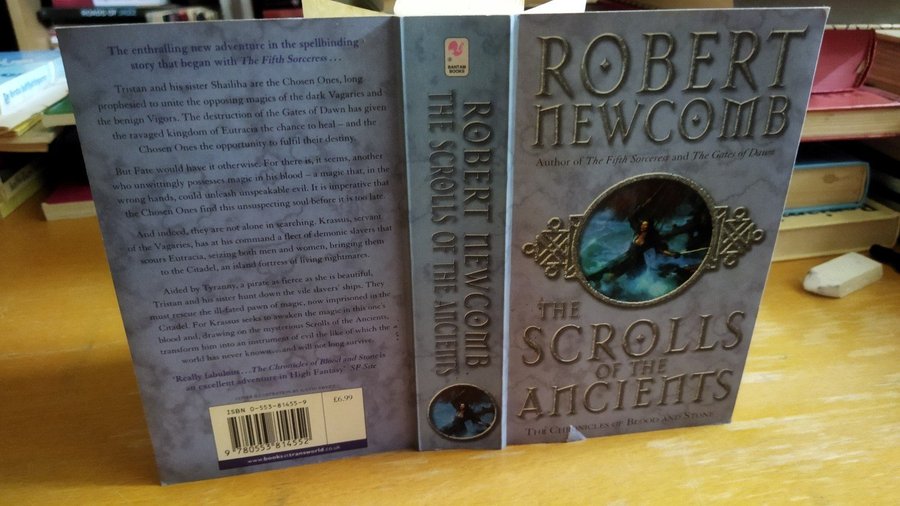 The enthralling new adventure in the spellbinding
story that began with The Fifth Sorceress . . .
Tristan and his sister Shailiha are the Chosen Ones, long
prophesied to unite the opposing magics of the dark Vagaries and
the benign Vigors. The destruction of the Gates of Dawn has given
the ravaged kingdom of Eutracia the chance to heal – and the
Chosen Ones the opportunity to fulfil their destiny.
But Fate would have it otherwise. For there is, it seems, another
who unwittingly possesses magic in his blood – a magic that, in the
wrong hands, could unleash unspeakable evil. It is imperative that
the Chosen Ones find this unsuspecting soul before it is too late.
And indeed, they are not alone in searching. Krassus, servant
of the Vagaries, has at his command a fleet of demonic slavers that
scours Eutracia, seizing both men and women, bringing them
to the Citadel, an island fortress of living nightmares.
Aided by Tyranny, a pirate as fierce as she is beautiful,
Tristan and his sister hunt down the vile slavers' ships. They
must rescue the ill-fated pawn of magic, now imprisoned in the
Citadel. For Krassus seeks to awaken the magic in this one's
blood and, drawing on the mysterious Scrolls of the Ancients,
transform him into an instrument of evil the like of which the
world has never known . . . and will not long survive.
'Really fabulous . . . The Chronicles of Blood and Stone is
an excellent adventure in High Fantasy' SF Site
ISBN 0-553-81455-9
£6.99
9 780553 814552
www.booksattransworld.co.uk
BANTAM
BOOKS
ROBERT NEWCOMB
THE SCROLLS OF THE ANCIENTS
ROBERT
NEWCOMB
Author of The Fifth Sorceress and The Gates of Dawn
THE
SCROLLS
OF THE
ANCIENTS
THE CHRONICLES OF BLOOD AND STONE